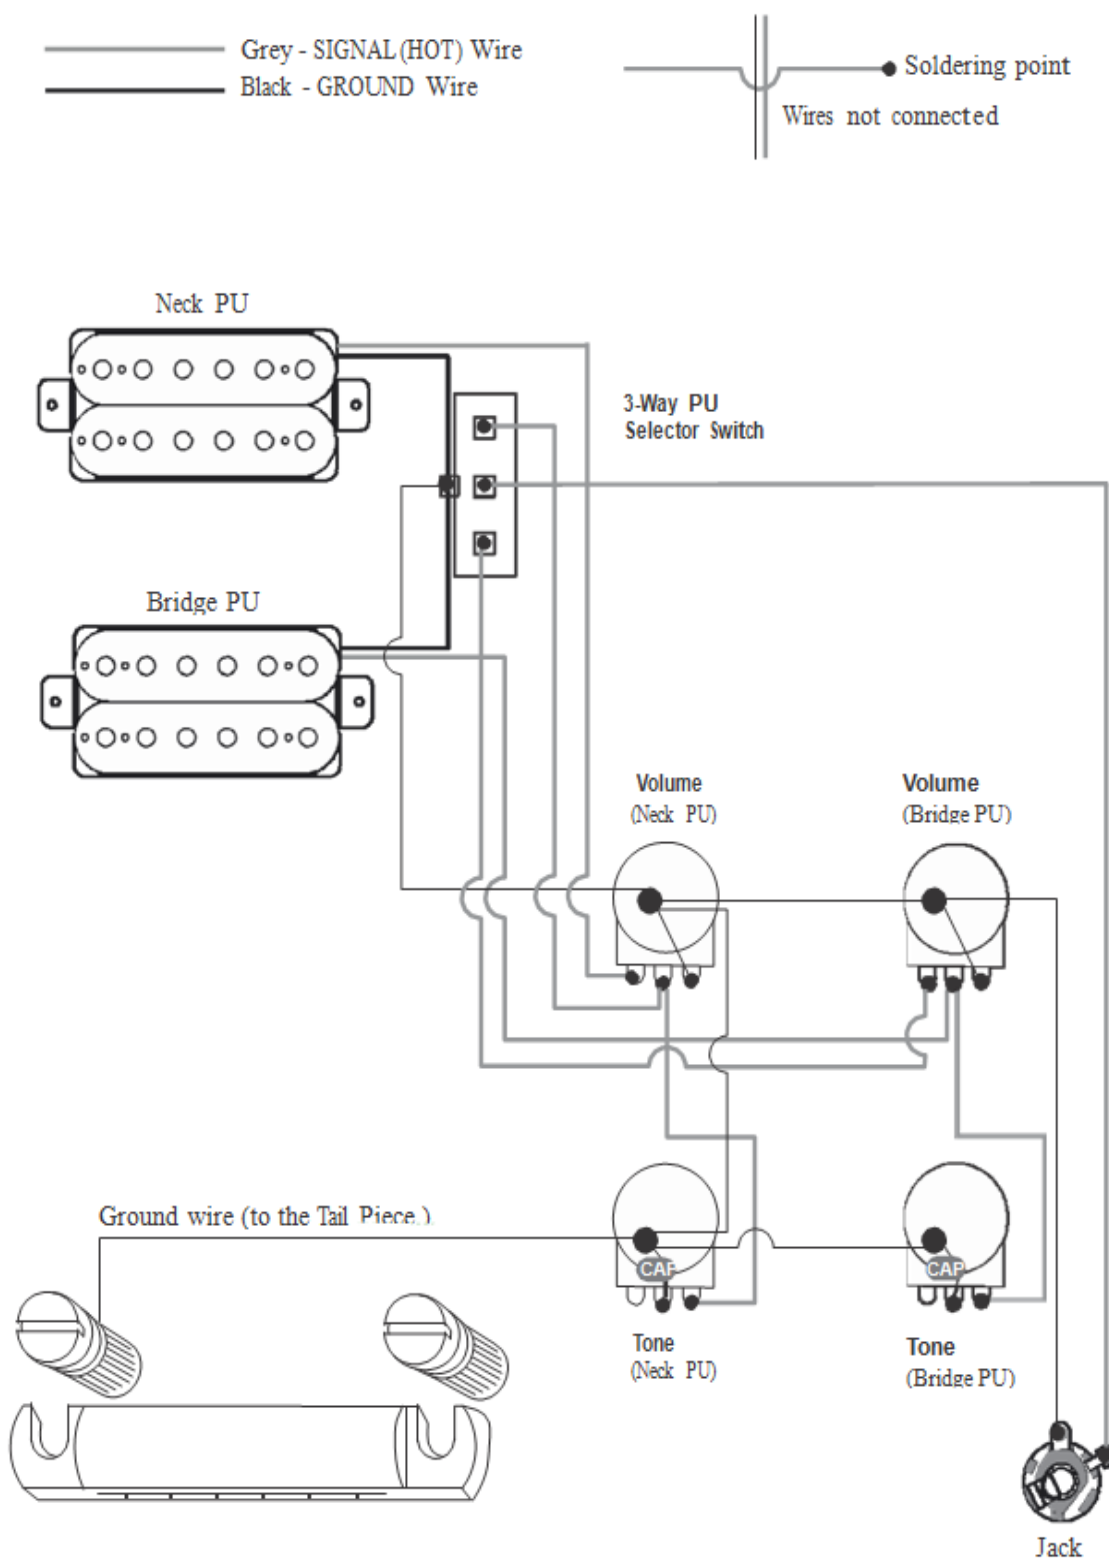 Grey - SIGNAL (HOT) Wire
Black - GROUND Wire
Soldering point
Wires not connected
Neck PU
3-Way PU
Selector Switch
Bridge PU
Volume
(Neck PU)
Volume
(Bridge PU)
Ground wire (to the Tail Piece.)
CAP
CAP
Tone
(Neck PU)
Tone
(Bridge PU)
Jack